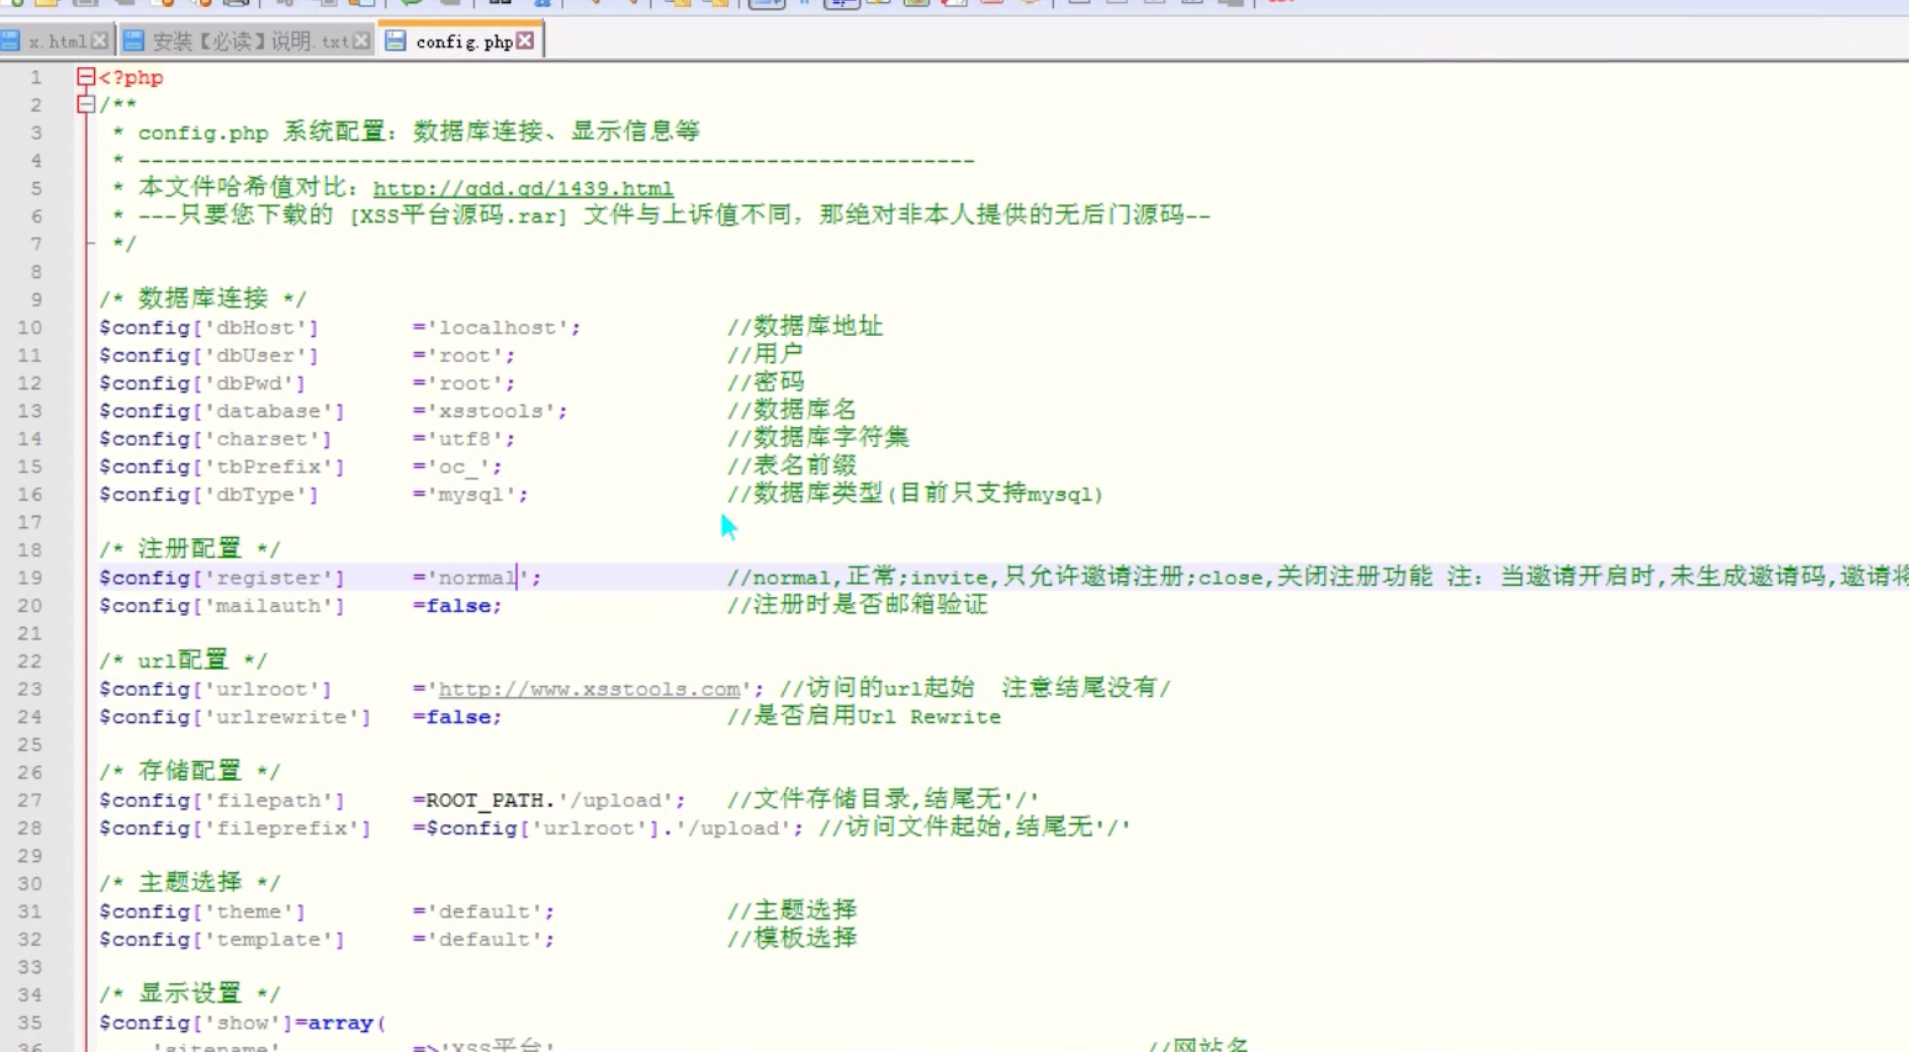 x.html 安装【必读】说明.txt config.php
1 <?php
2 /**
3 * config.php 系统配置：数据库连接、显示信息等
4 * ----------------------------------------------------------------
5 * 本文件哈希值对比：http://qdd.qd/1439.html
6 * ---只要您下载的 [XSS平台源码.rar] 文件与上诉值不同，那绝对非本人提供的无后门源码--
7 */
8
9 /* 数据库连接 */
10 $config['dbHost'] ='localhost'; //数据库地址
11 $config['dbUser'] ='root'; //用户
12 $config['dbPwd'] ='root'; //密码
13 $config['database'] ='xsstools'; //数据库名
14 $config['charset'] ='utf8'; //数据库字符集
15 $config['tbPrefix'] ='oc_'; //表名前缀
16 $config['dbType'] ='mysql'; //数据库类型(目前只支持mysql)
17
18 /* 注册配置 */
19 $config['register'] ='normal'; //normal,正常;invite,只允许邀请注册;close,关闭注册功能 注：当邀请开启时,未生成邀请码,邀请将
20 $config['mailauth'] =false; //注册时是否邮箱验证
21
22 /* url配置 */
23 $config['urlroot'] ='http://www.xsstools.com'; //访问的url起始 注意结尾没有/
24 $config['urlrewrite'] =false; //是否启用Url Rewrite
25
26 /* 存储配置 */
27 $config['filepath'] =ROOT_PATH.'/upload'; //文件存储目录,结尾无'/'
28 $config['fileprefix'] =$config['urlroot'].'/upload'; //访问文件起始,结尾无'/'
29
30 /* 主题选择 */
31 $config['theme'] ='default'; //主题选择
32 $config['template'] ='default'; //模板选择
33
34 /* 显示设置 */
35 $config['show']=array(
36 'sitename' =>'XSS平台' //网站名